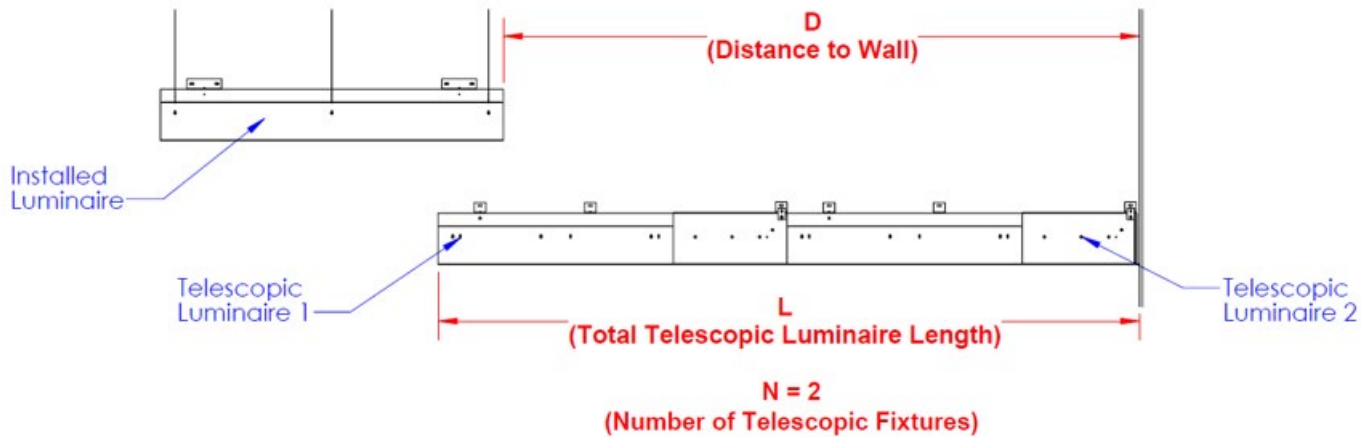 D
(Distance to Wall)
Installed
Luminaire
Telescopic
Luminaire 1
L
(Total Telescopic Luminaire Length)
Telescopic
Luminaire 2
N = 2
(Number of Telescopic Fixtures)